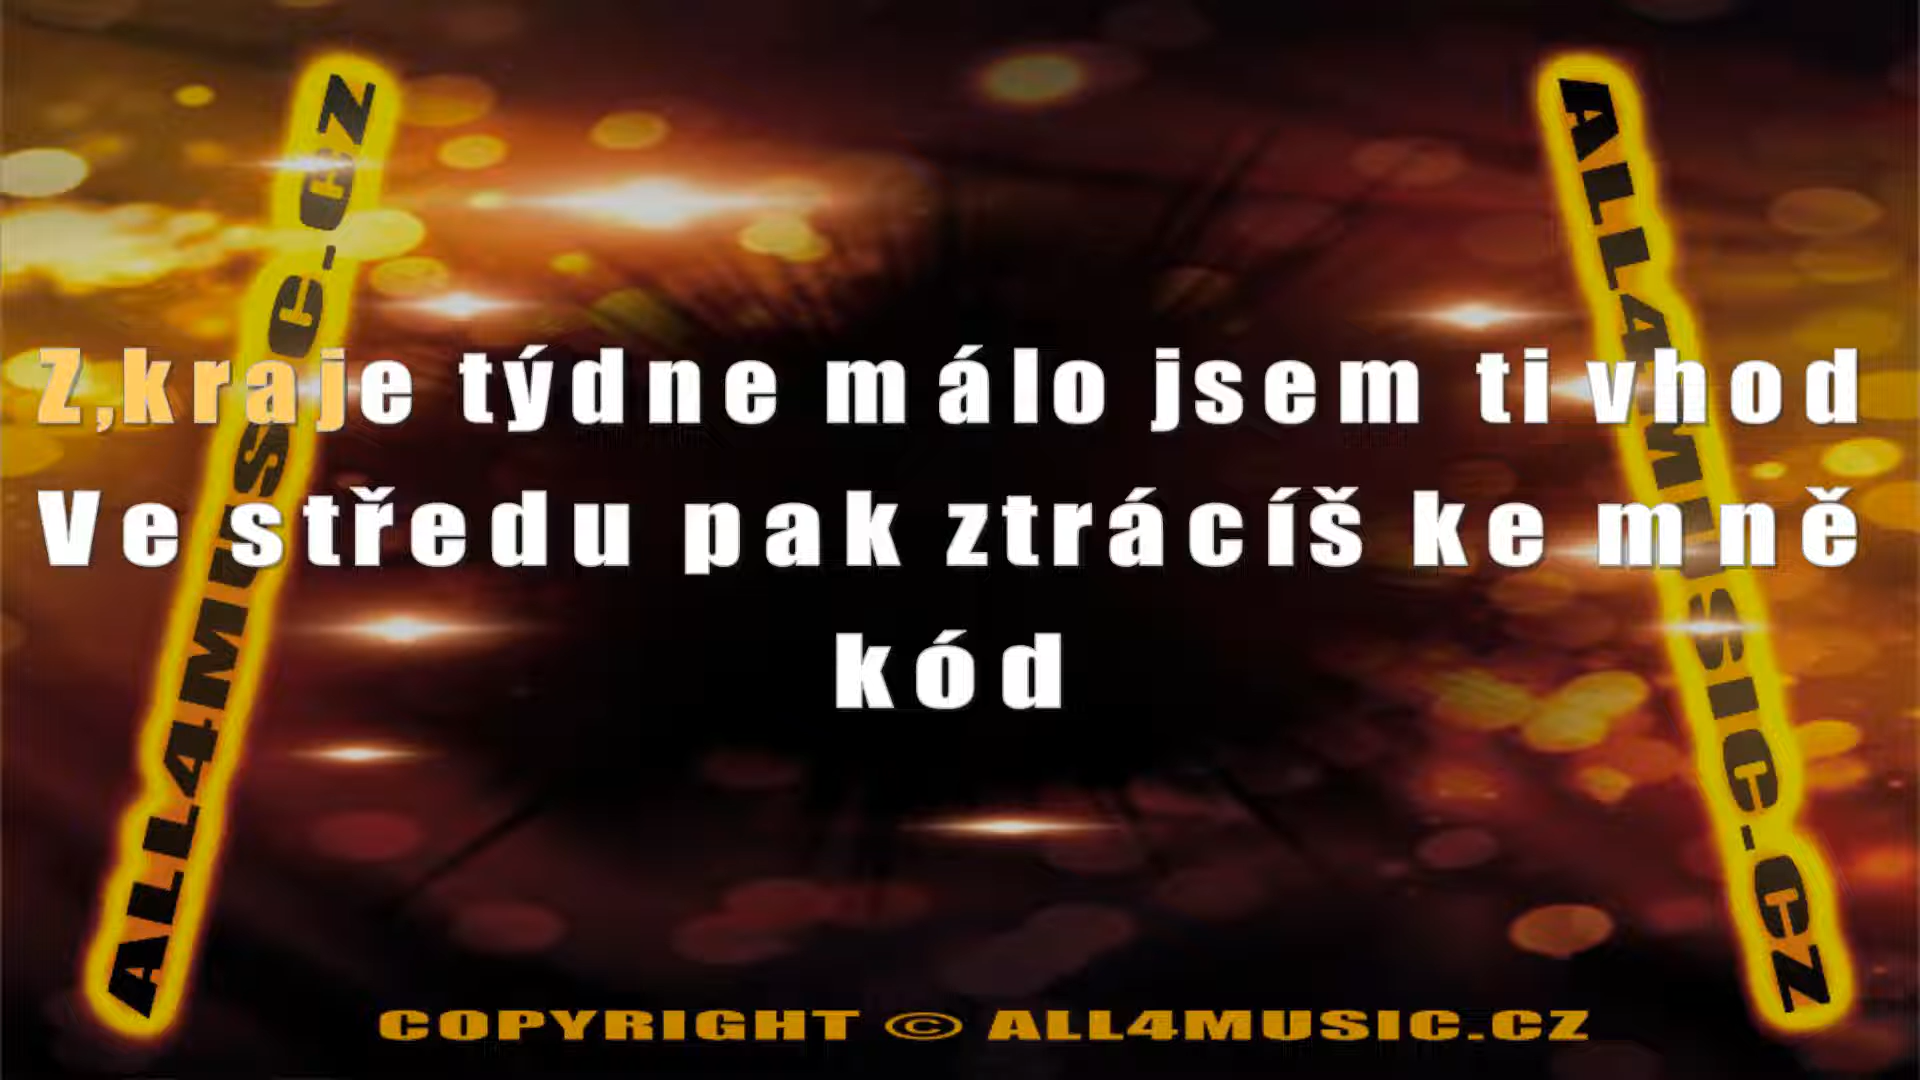 Z,kraje týdne málo jsem ti vhod
Ve středu pak ztrácíš ke mně
kód
ALL4MUSIC.CZ
ALL4MUSIC.CZ
COPYRIGHT © ALL4MUSIC.CZ